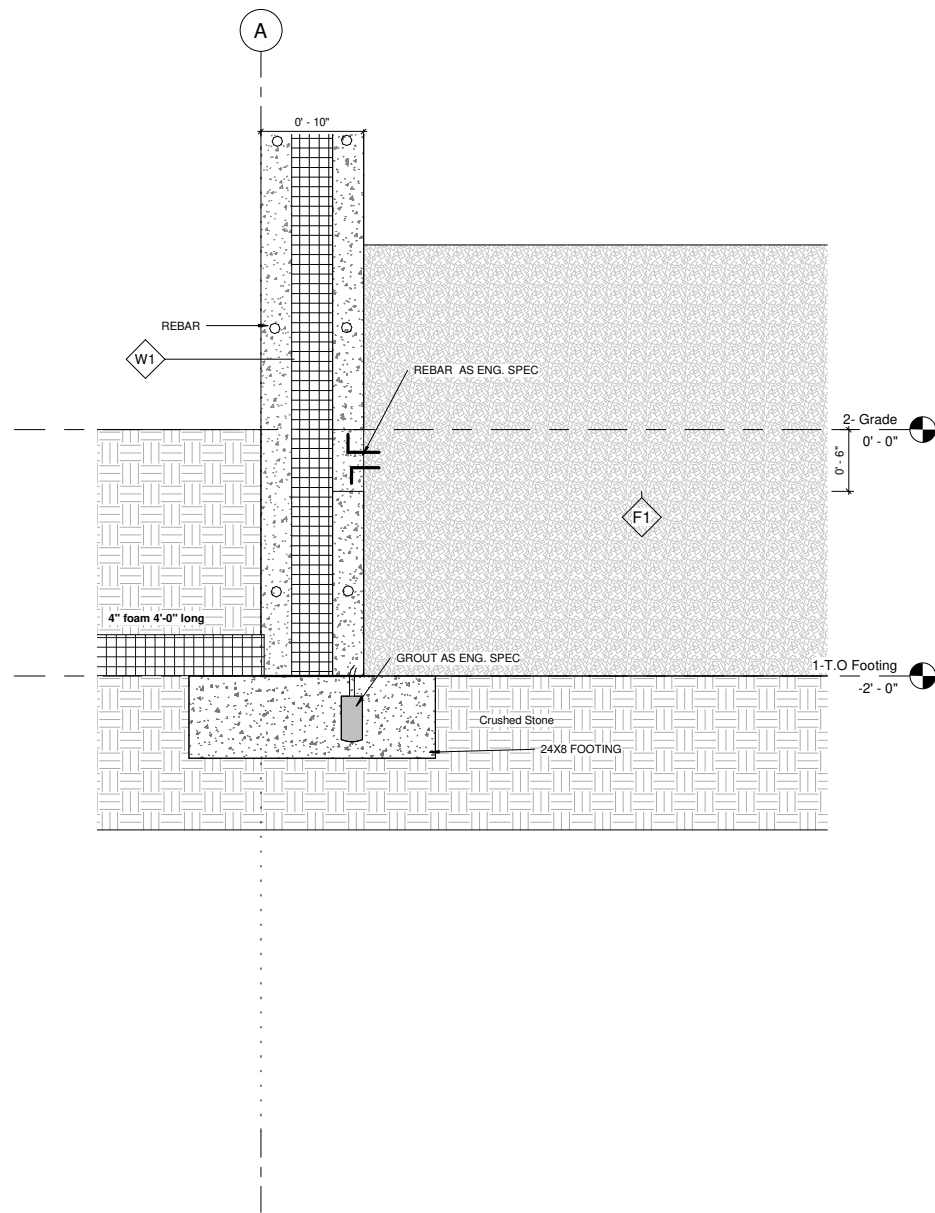 A
0' - 10"
REBAR
W1
REBAR AS ENG. SPEC
2- Grade
0' - 0"
0' - 6"
F1
4" foam 4'-0" long
GROUT AS ENG. SPEC
1-T.O Footing
-2' - 0"
Crushed Stone
24X8 FOOTING